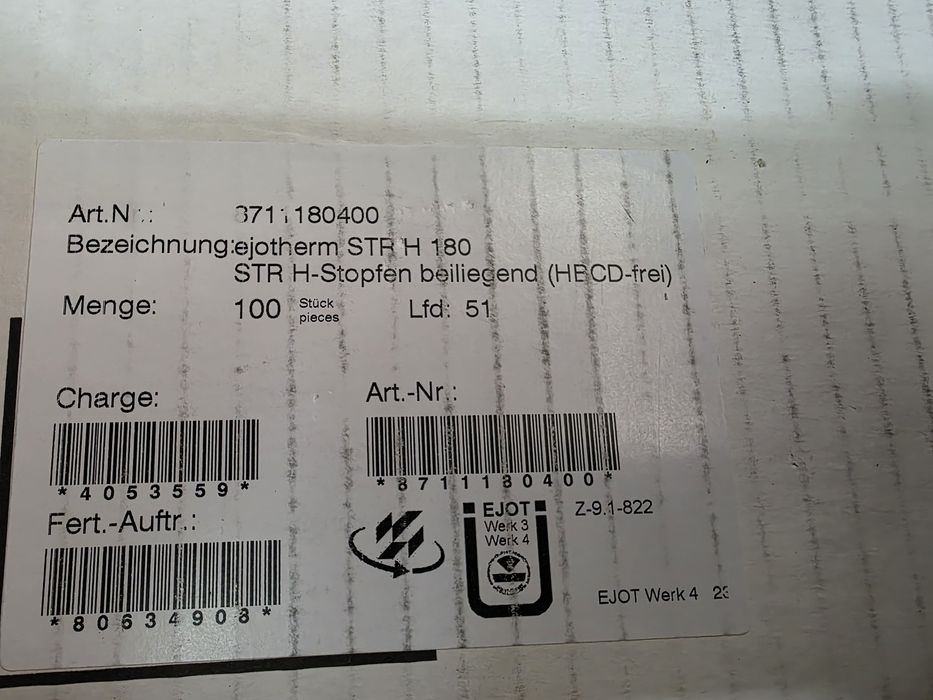 Art.Nr.: 8711180400
Bezeichnung: ejotherm STR H 180
STR H-Stopfen beiliegend (HBCD-frei)
Menge: 100 Stück pieces Lfd: 51
Charge:
*4053559*
Art.-Nr.:
*8711180400*
Fert.-Auftr.:
*80634908*
EJOT
Werk 3
Werk 4
Z-9.1-822
EJOT Werk 4